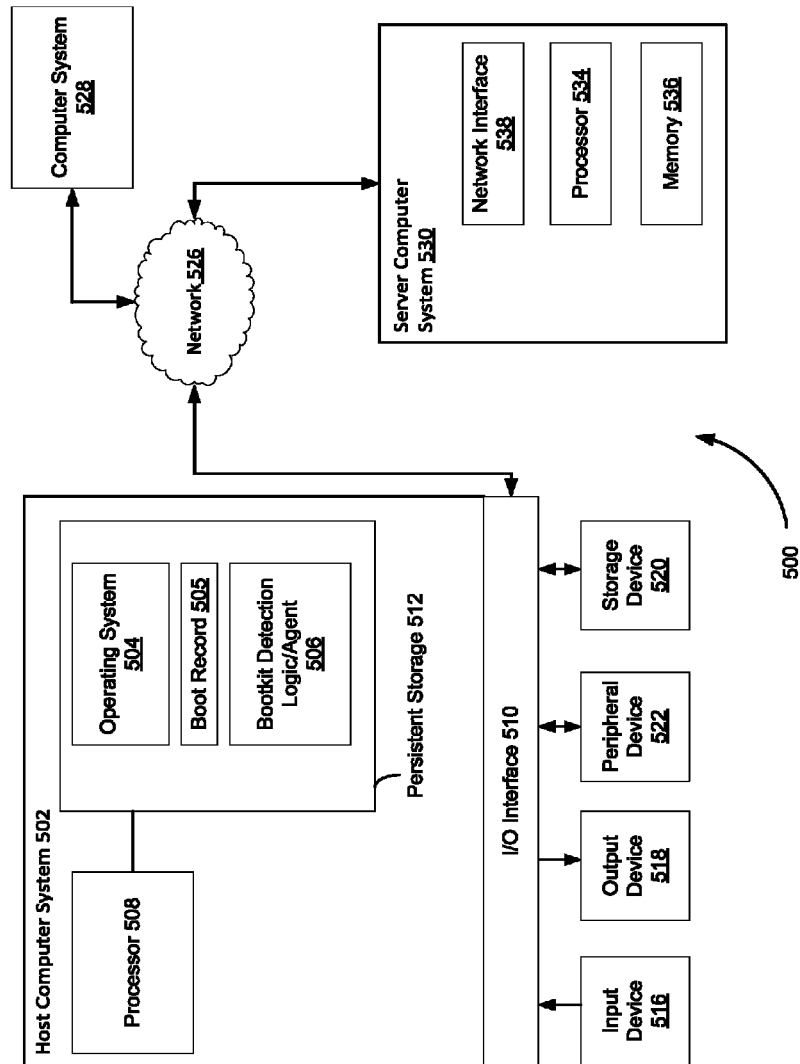 Host Computer System 502
Processor 508
Operating System
504
Boot Record 505
Bootkit Detection
Logic/Agent
506
Persistent Storage 512
I/O Interface 510
Input
Device
516
Output
Device
518
Peripheral
Device
522
Storage
Device
520
Network 526
Computer System
528
Server Computer
System 530
Network Interface
538
Processor 534
Memory 536
500